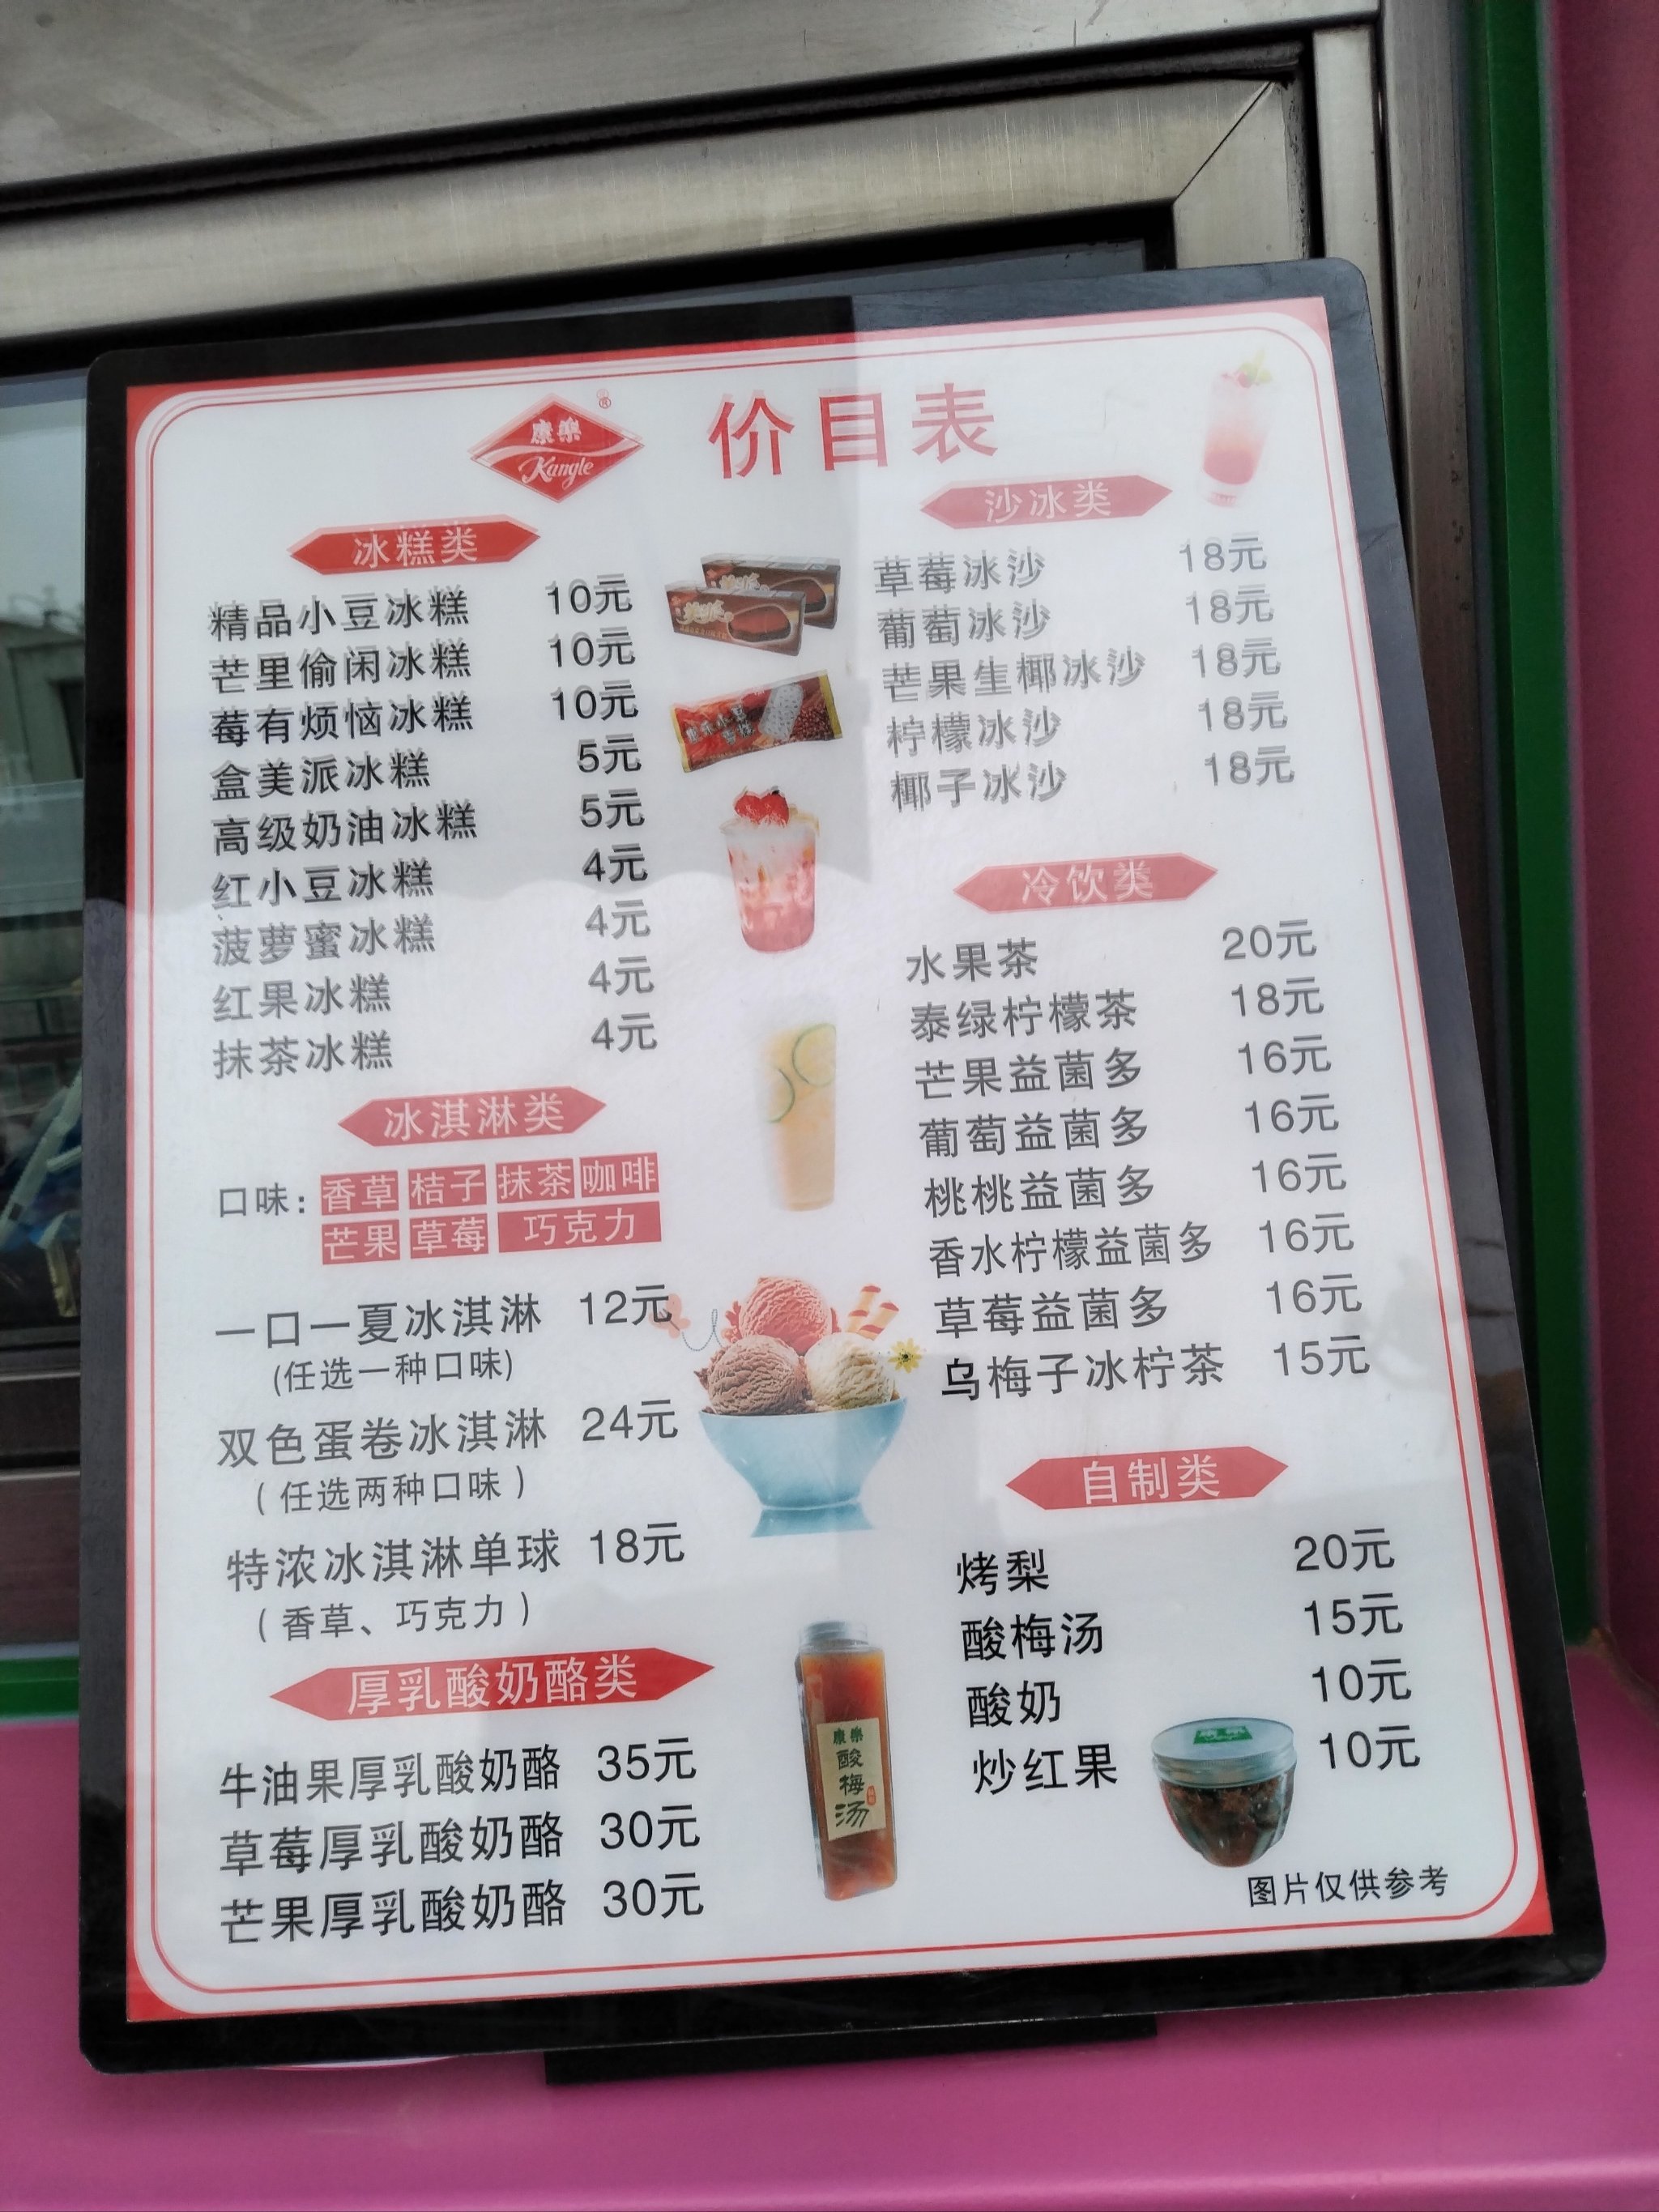 康樂
Kangle
®
价目表
冰糕类
精品小豆冰糕 10元
芒里偷闲冰糕 10元
莓有烦恼冰糕 10元
盒美派冰糕 5元
高级奶油冰糕 5元
红小豆冰糕 4元
菠萝蜜冰糕 4元
红果冰糕 4元
抹茶冰糕 4元
冰淇淋类
口味: 香草 桔子 抹茶 咖啡
芒果 草莓 巧克力
一口一夏冰淇淋 12元
(任选一种口味)
双色蛋卷冰淇淋 24元
(任选两种口味)
特浓冰淇淋单球 18元
(香草、巧克力)
厚乳酸奶酪类
牛油果厚乳酸奶酪 35元
草莓厚乳酸奶酪 30元
芒果厚乳酸奶酪 30元
沙冰类
草莓冰沙 18元
葡萄冰沙 18元
芒果生椰冰沙 18元
柠檬冰沙 18元
椰子冰沙 18元
冷饮类
水果茶 20元
泰绿柠檬茶 18元
芒果益菌多 16元
葡萄益菌多 16元
桃桃益菌多 16元
香水柠檬益菌多 16元
草莓益菌多 16元
乌梅子冰柠茶 15元
自制类
烤梨 20元
酸梅汤 15元
酸奶 10元
炒红果 10元
康樂
酸梅汤
图片仅供参考